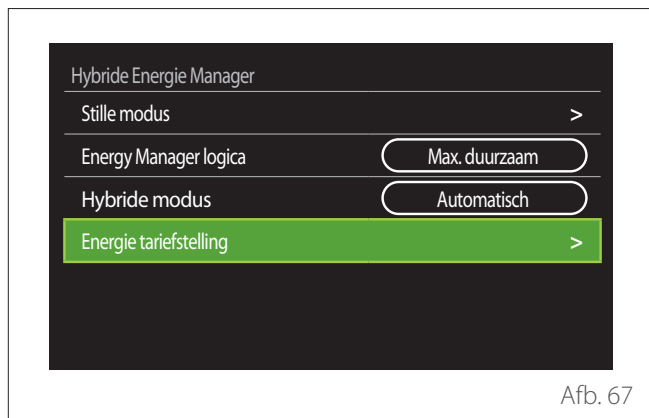 Hybride Energie Manager
Stille modus >
Energy Manager logica Max. duurzaam
Hybride modus Automatisch
Energie tariefstelling >
Afb. 67